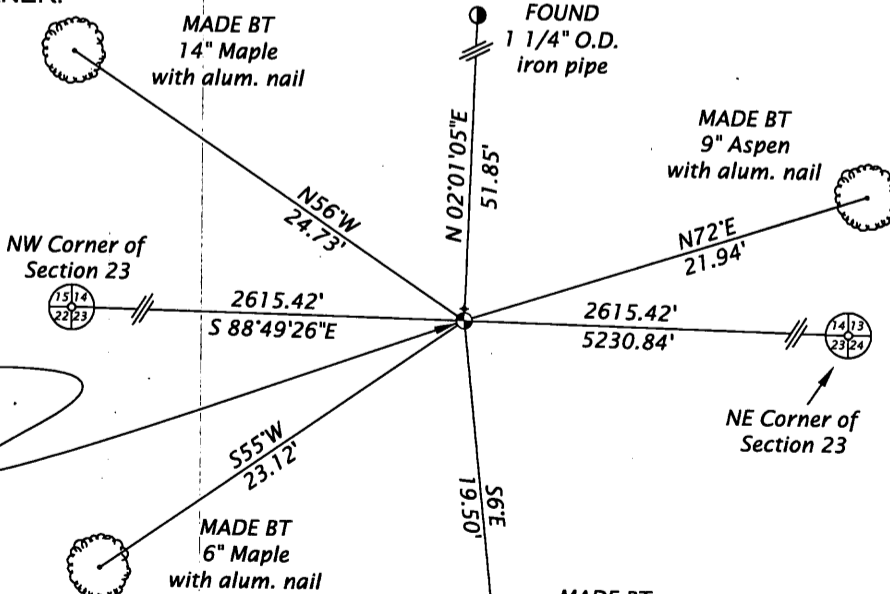 NER.
MADE BT
14" Maple
with alum. nail
FOUND
1 1/4" O.D.
iron pipe
N 02°01'05"E
51.85'
MADE BT
9" Aspen
with alum. nail
N56°W
24.73'
N72°E
21.94'
NW Corner of
Section 23
15 14
22 23
2615.42'
S 88°49'26"E
2615.42'
5230.84'
14 13
23 24
NE Corner of
Section 23
S55°W
23.12'
S6°E
19.50'
MADE BT
6" Maple
with alum. nail
MADE BT